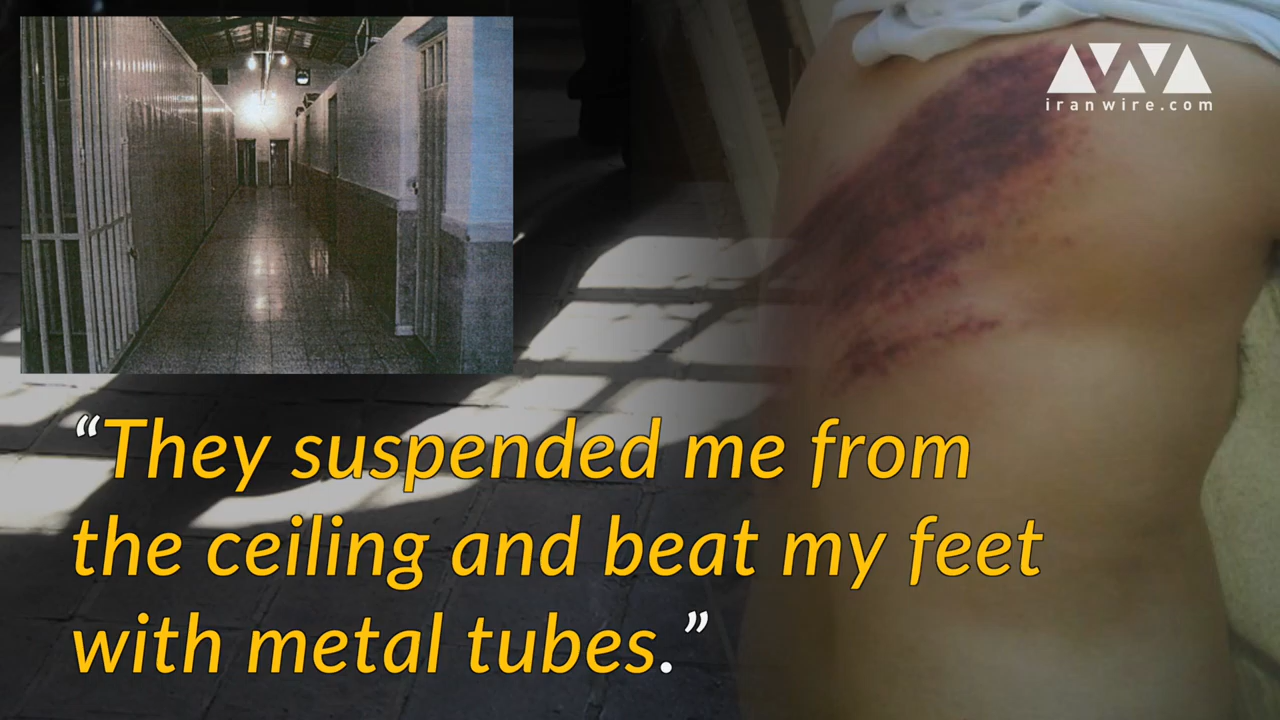 iranwire.com
“They suspended me from
the ceiling and beat my feet
with metal tubes.”